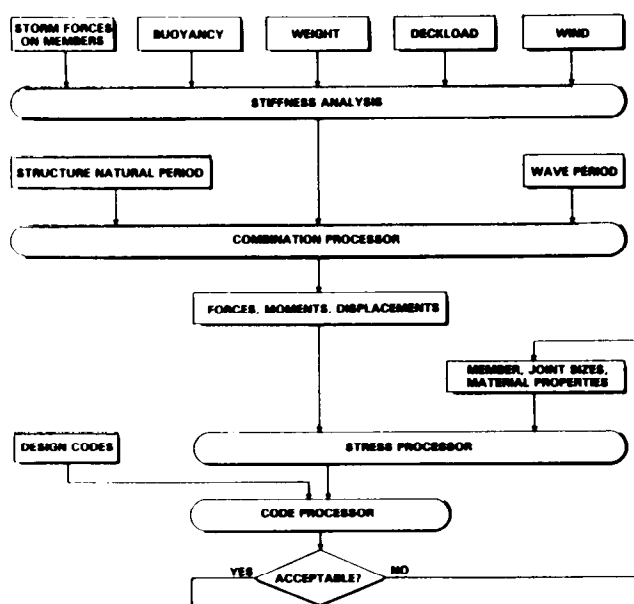 STORM FORCES
ON MEMBERS
BUOYANCY
WEIGHT
DECKLOAD
WIND
STIFFNESS ANALYSIS
STRUCTURE NATURAL PERIOD
WAVE PERIOD
COMBINATION PROCESSOR
FORCES, MOMENTS, DISPLACEMENTS
MEMBER, JOINT SIZES,
MATERIAL PROPERTIES
DESIGN CODES
STRESS PROCESSOR
CODE PROCESSOR
YES
ACCEPTABLE?
NO